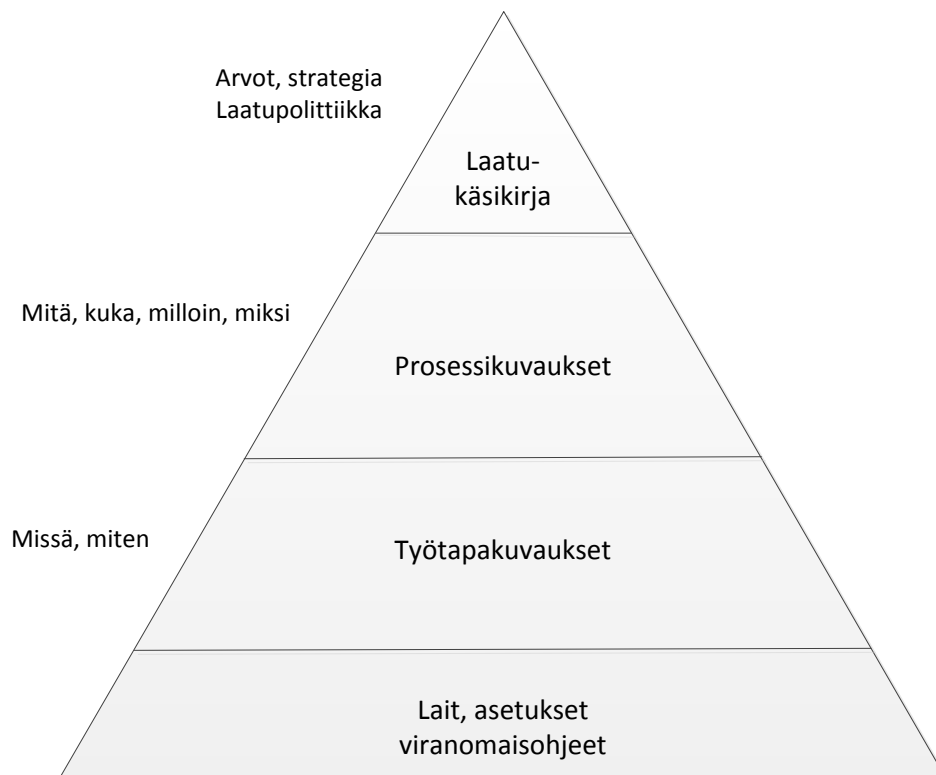 Arvot, strategia
Laatupolittiikka
Laatu-
käsikirja
Mitä, kuka, milloin, miksi
Prosessikuvaukset
Missä, miten
Työtapakuvaukset
Lait, asetukset
viranomaisohjeet